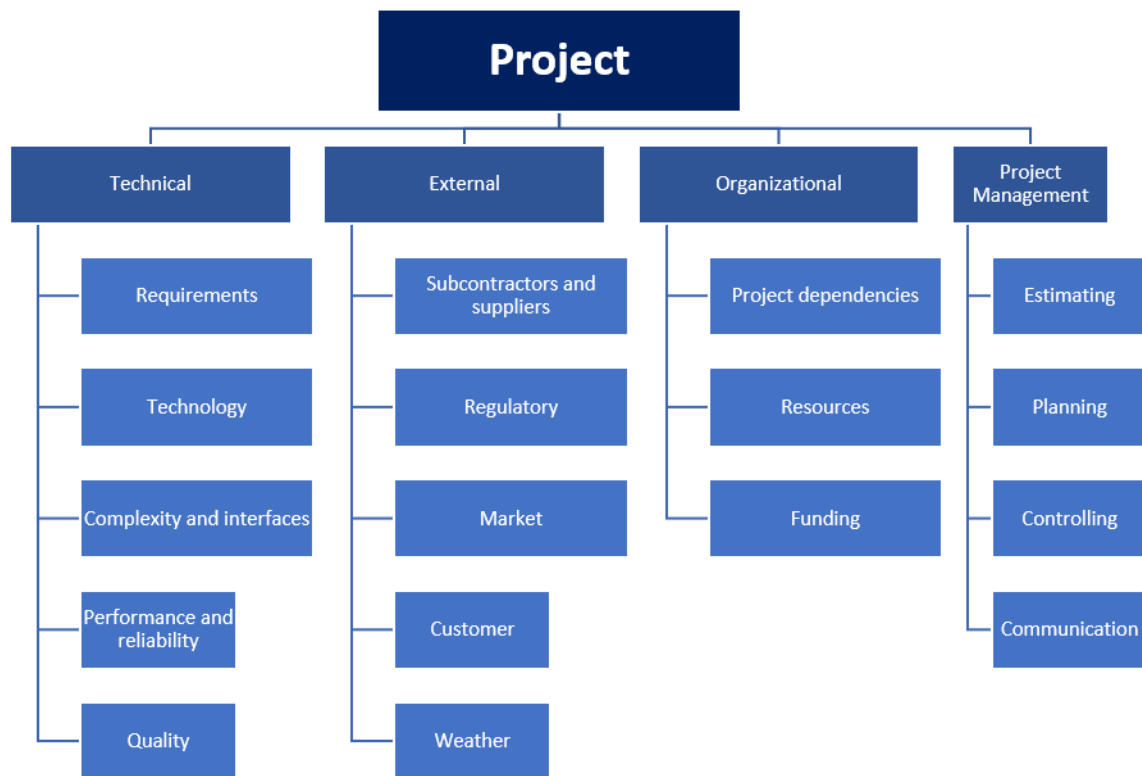 Project
Technical
External
Organizational
Project
Management
Requirements
Subcontractors and
suppliers
Project dependencies
Estimating
Technology
Regulatory
Resources
Planning
Complexity and interfaces
Market
Funding
Controlling
Performance and
reliability
Customer
Communication
Quality
Weather